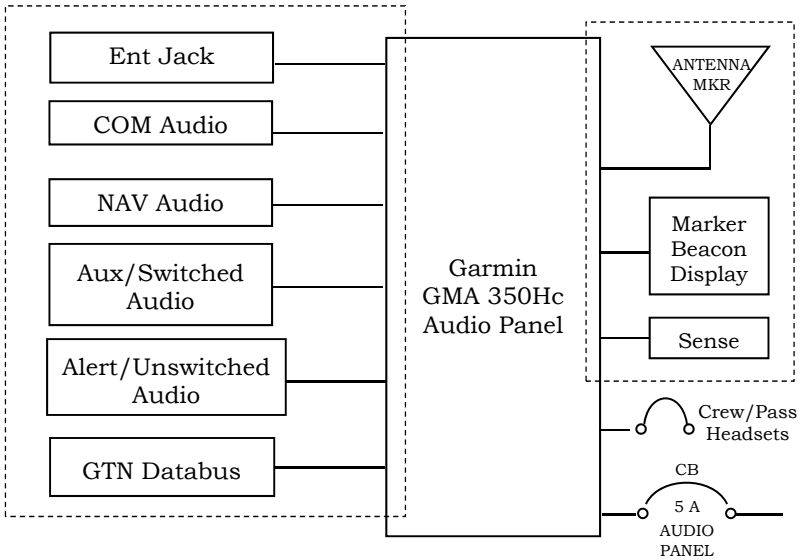 Ent Jack
COM Audio
NAV Audio
Aux/Switched
Audio
Alert/Unswitched
Audio
GTN Databus
Garmin
GMA 350Hc
Audio Panel
ANTENNA
MKR
Marker
Beacon
Display
Sense
Crew/Pass
Headsets
CB
5 A
AUDIO
PANEL